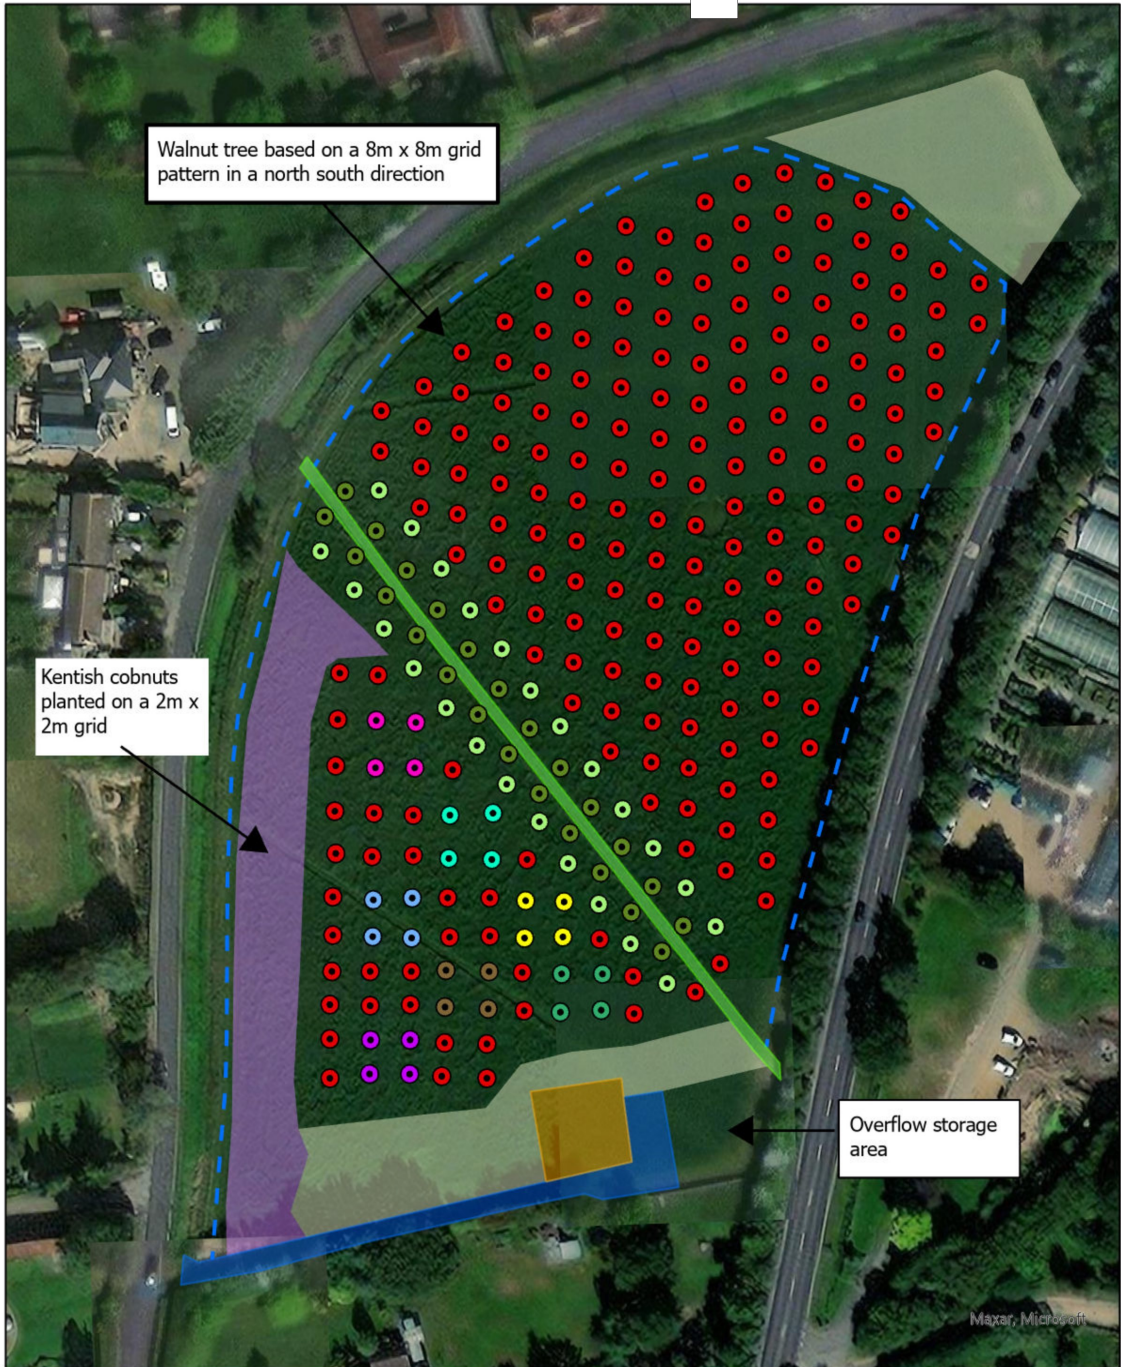 Walnut tree based on a 8m x 8m grid
pattern in a north south direction
Kentish cobnuts
planted on a 2m x
2m grid
Overflow storage
area
Maxar, Microsoft